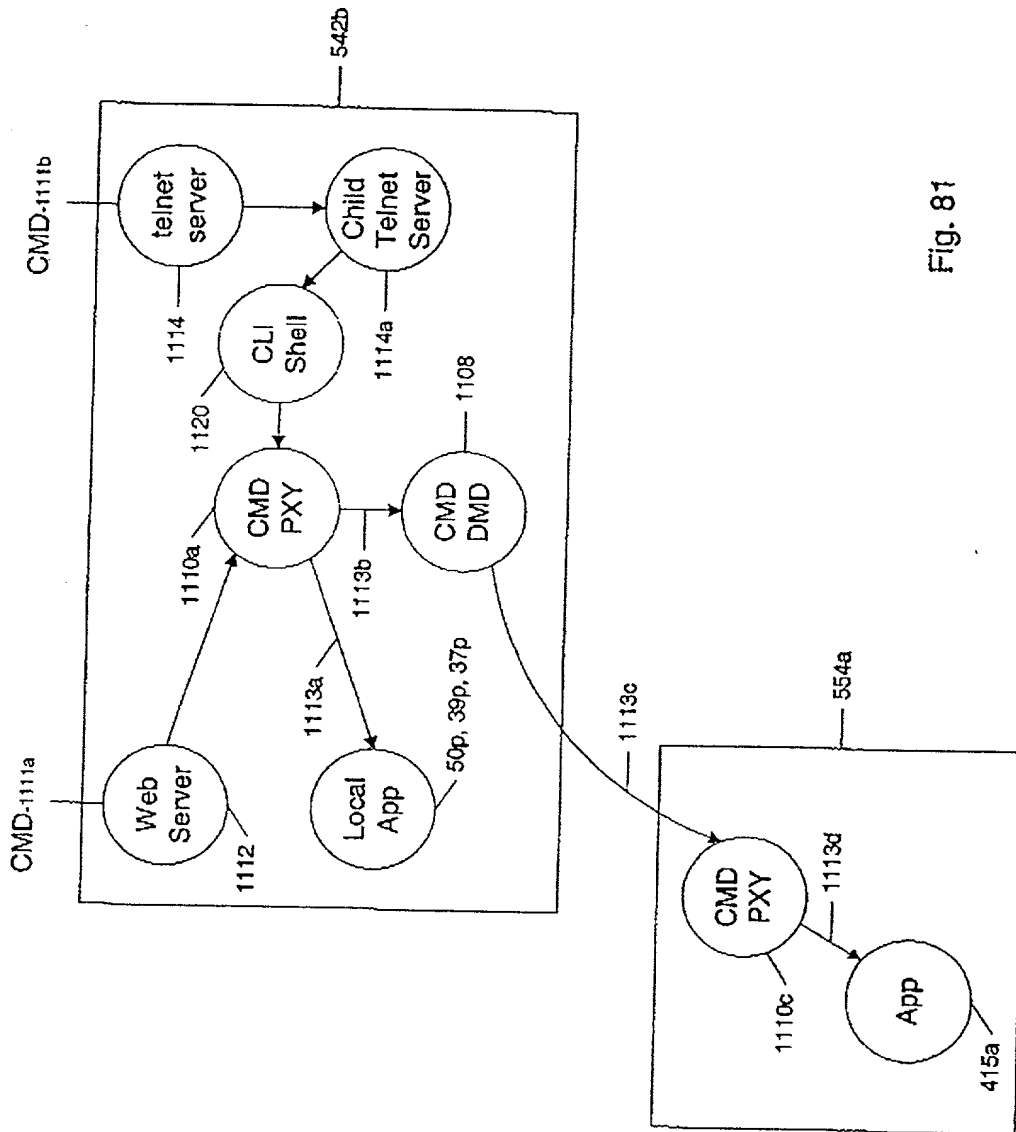 CMD-1111a
CMD-1111b
Web
Server
1112
telnet
server
1114
542b
CLI
Shell
1120
Child
Telnet
Server
1114a
CMD
PXY
1110a
1113a
1113b
Local
App
50p, 39p, 37p
CMD
DMD
1108
1113c
554a
CMD
PXY
1110c
1113d
App
415a
Fig. 81